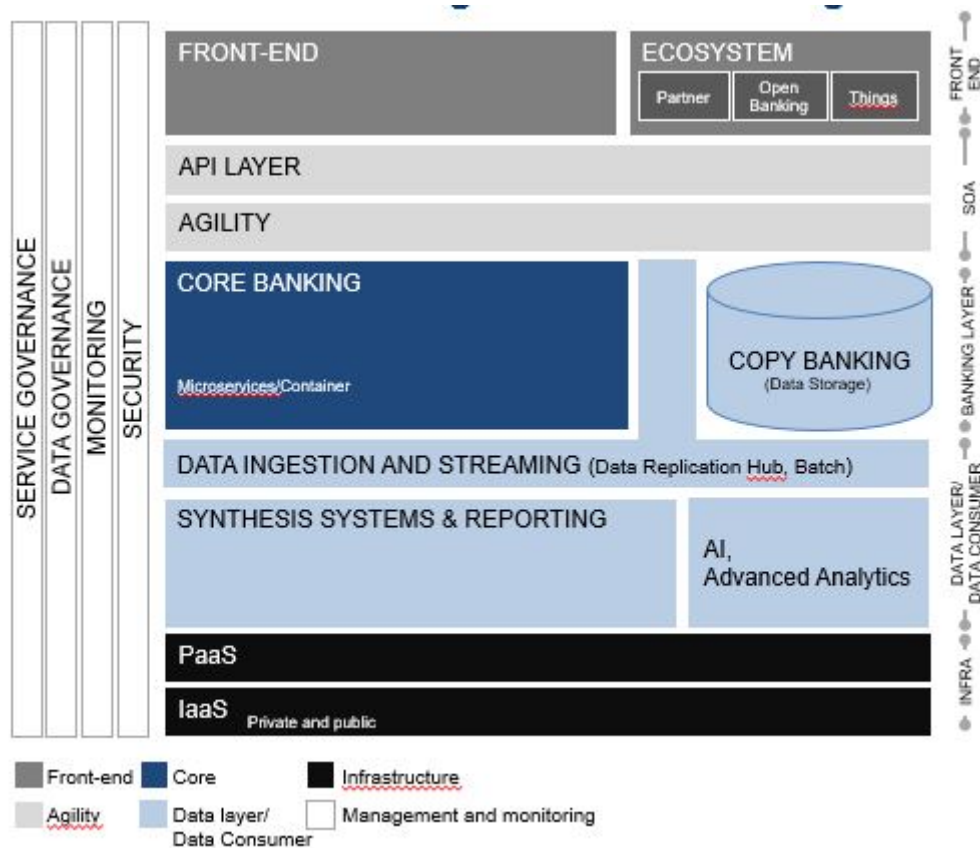 SERVICE GOVERNANCE
DATA GOVERNANCE
MONITORING
SECURITY
FRONT-END
ECOSYSTEM
Partner
Open
Banking
Things
API LAYER
AGILITY
CORE BANKING
Microservices/Container
COPY BANKING
(Data Storage)
DATA INGESTION AND STREAMING (Data Replication Hub, Batch)
SYNTHESIS SYSTEMS & REPORTING
AI,
Advanced Analytics
PaaS
IaaS Private and public
FRONT
END
SOA
BANKING LAYER
DATA LAYER/
DATA CONSUMER
INFRA
Front-end
Core
Infrastructure
Agility
Data layer/
Data Consumer
Management and monitoring